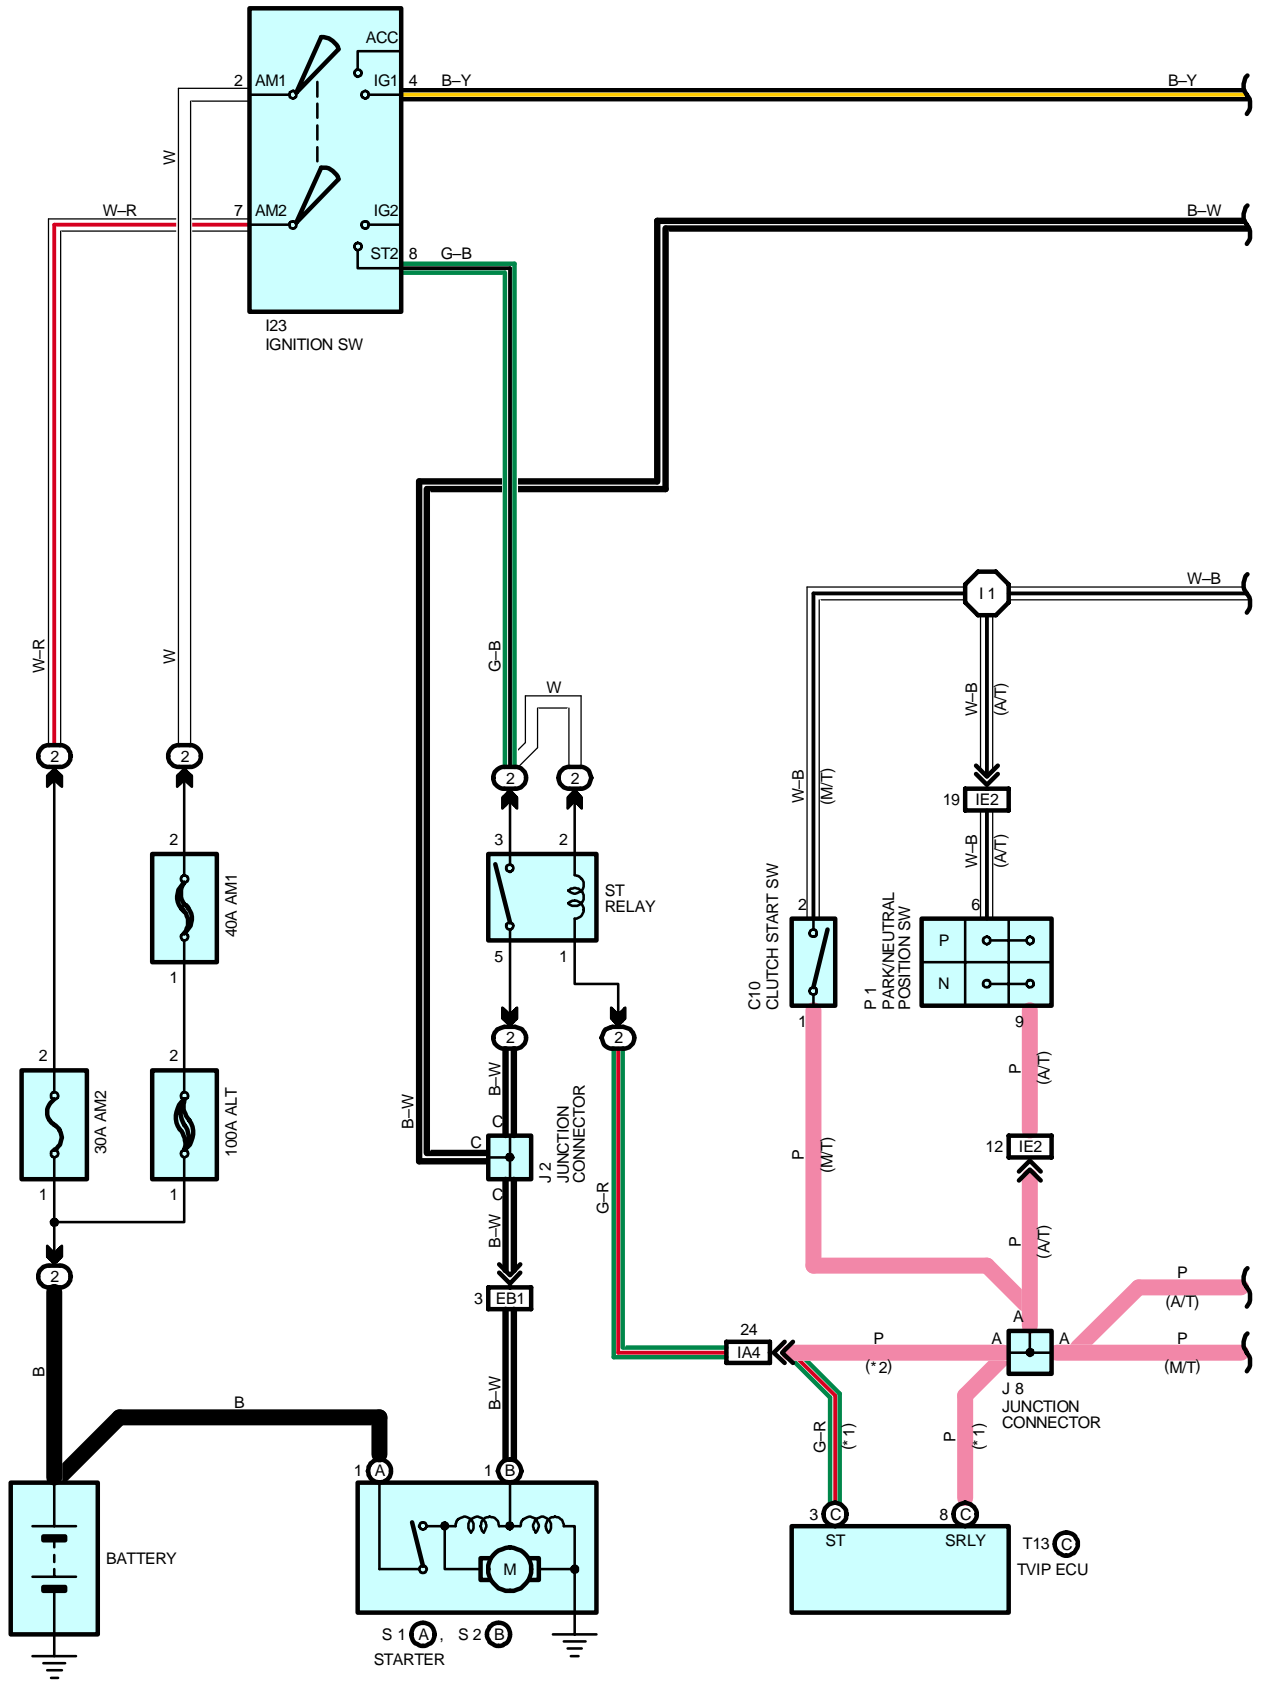 ACC
2
AM1
IG1
4
B–Y
B–Y
W
W–R
7
AM2
IG2
B–W
ST2
8
G–B
I23
IGNITION SW
I 1
W–B
W–R
W
G–B
W
W–B
(A/T)
2
2
2
2
W–B
(M/T)
19
IE2
2
3
2
W–B
(A/T)
40A AM1
ST
RELAY
C10
CLUTCH START SW
2
P 1
PARK/NEUTRAL
POSITION SW
6
P
N
1
5
1
1
9
2
2
2
2
30A AM2
100A ALT
B–W
B–W
P
(A/T)
C
C
C
J 2
JUNCTION
CONNECTOR
12
IE2
P
(M/T)
1
1
G–R
B–W
P
(A/T)
2
3
EB1
P
(A/T)
A
24
IA4
P
(*2)
A
A
P
(M/T)
J 8
JUNCTION
CONNECTOR
B
B
B–W
G–R
(*1)
P
(*1)
1
A
1
B
3
C
8
C
ST
SRLY
T13
C
TVIP ECU
BATTERY
M
S 1
A
,
S 2
B
STARTER